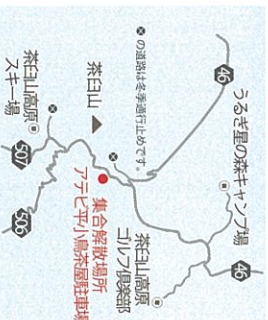 46
うるぎ星の森キャンプ場
46
⊗の道路は冬季通行止めです。
茶臼山
茶臼山高原
ゴルフ倶楽部
集合解散場所
アテビ平小鳥茶屋駐車場
茶臼山高原
スキー場
507
506